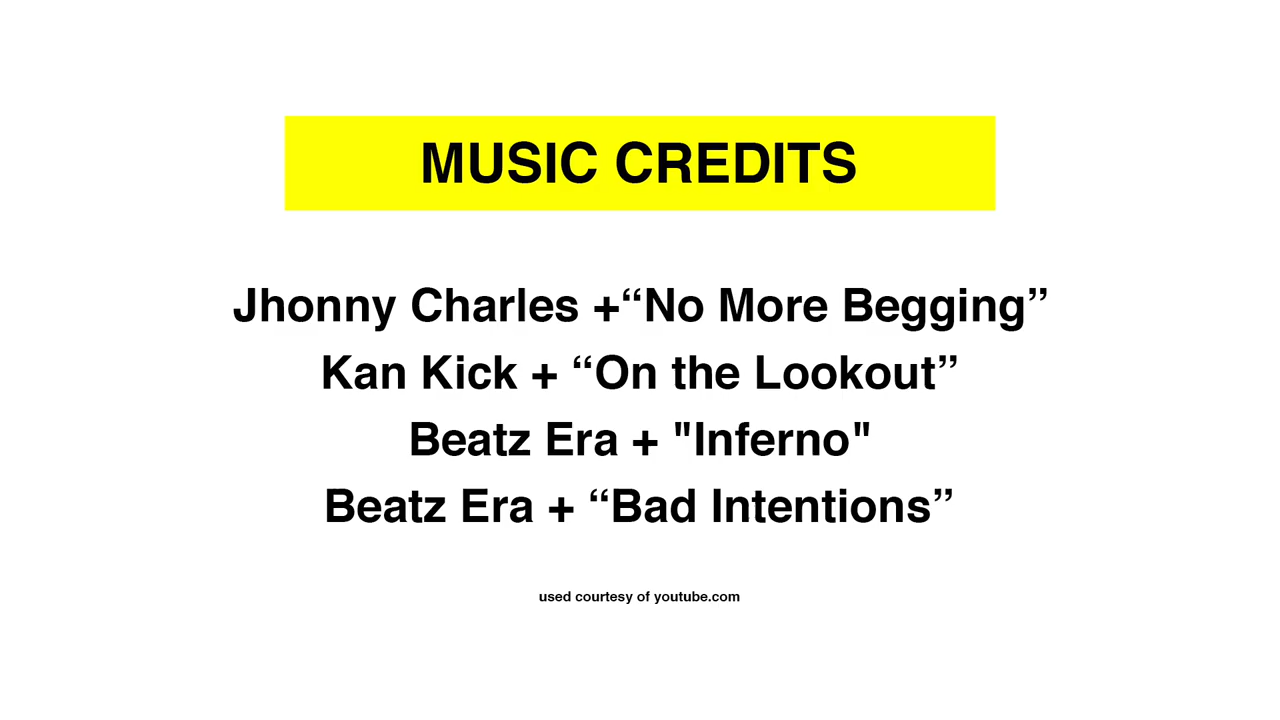 MUSIC CREDITS
Jhonny Charles +“No More Begging”
Kan Kick + “On the Lookout”
Beatz Era + "Inferno"
Beatz Era + “Bad Intentions”
used courtesy of youtube.com